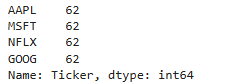 AAPL    62
MSFT    62
NFLX    62
GOOG    62
Name: Ticker, dtype: int64